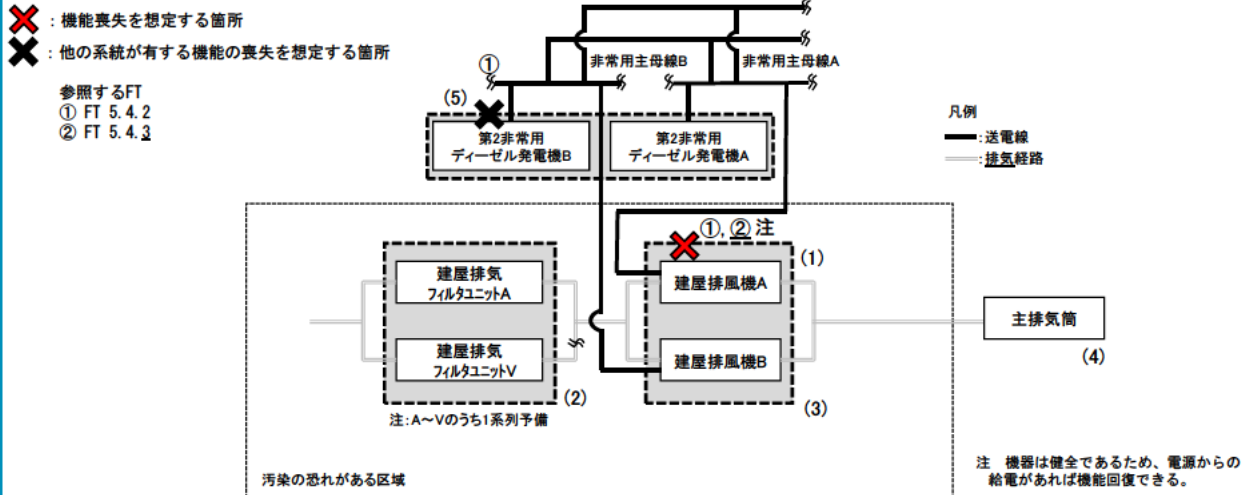 ：機能喪失を想定する箇所
：他の系統が有する機能の喪失を想定する箇所
参照するFT
① FT 5.4.2
② FT 5.4.3
①
非常用主母線B
非常用主母線A
(5)
第2非常用
ディーゼル発電機B
第2非常用
ディーゼル発電機A
凡例
：送電線
：排気経路
①, ② 注
(1)
建屋排気
フィルタユニットA
建屋排風機A
主排気筒
(4)
建屋排気
フィルタユニットV
建屋排風機B
(2)
(3)
注：A～Vのうち1系列予備
汚染の恐れがある区域
注　機器は健全であるため、電源からの
給電があれば機能回復できる。